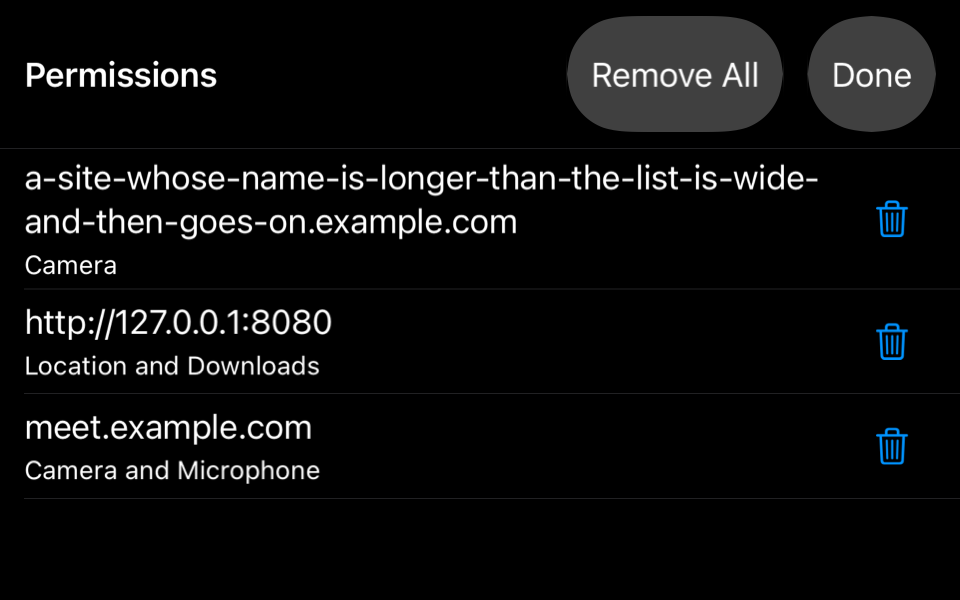 Permissions
Remove All
Done
a-site-whose-name-is-longer-than-the-list-is-wide-
and-then-goes-on.example.com
Camera
http://127.0.0.1:8080
Location and Downloads
meet.example.com
Camera and Microphone